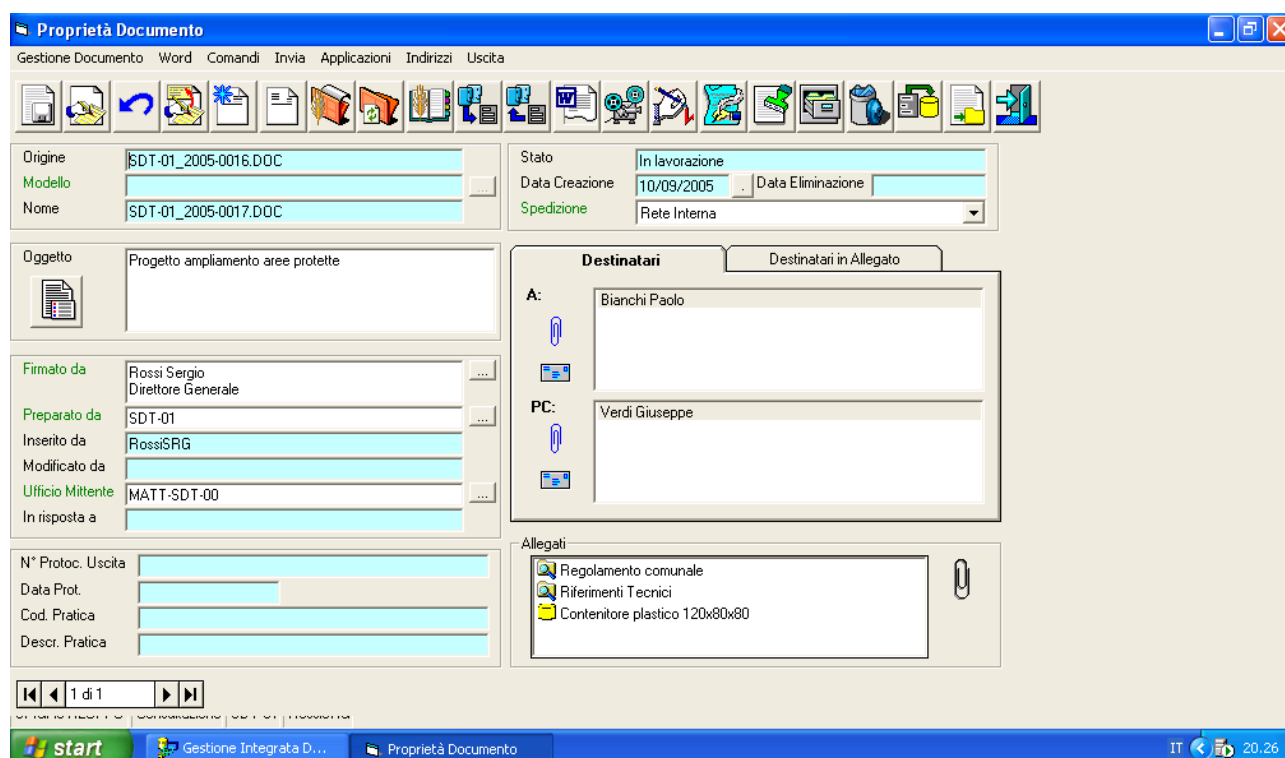 Proprietà Documento
Gestione Documento Word Comandi Invia Applicazioni Indirizzi Uscita
Origine SDT-01_2005-0016.DOC
Modello ...
Nome SDT-01_2005-0017.DOC
Stato In lavorazione
Data Creazione 10/09/2005 . Data Eliminazione
Spedizione Rete Interna
Oggetto Progetto ampliamento aree protette
Destinatari Destinatari in Allegato
A: Bianchi Paolo
PC: Verdi Giuseppe
Firmato da Rossi Sergio ...
Direttore Generale
Preparato da SDT-01 ...
Inserito da RossiSRG
Modificato da
Ufficio Mittente MATT-SDT-00 ...
In risposta a
N° Protoc. Uscita
Data Prot.
Cod. Pratica
Descr. Pratica
Allegati
Regolamento comunale
Riferimenti Tecnici
Contenitore plastico 120x80x80
1 di 1
start Gestione Integrata D... Proprietà Documento IT 20.26